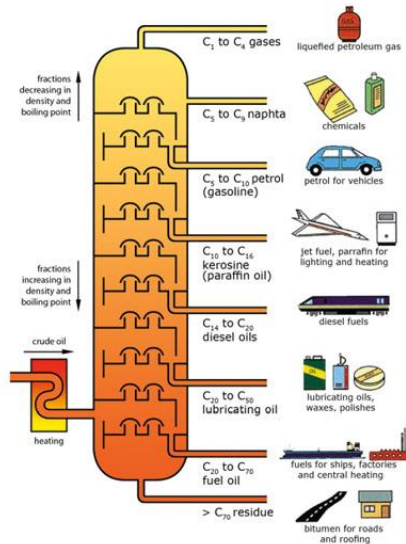 C₁ to C₄ gases
liquefied petroleum gas
fractions
decreasing in
density and
boiling point
C₅ to
C₉ naphta
chemicals
C₅ to
C₁₀ petrol
(gasoline)
petrol for vehicles
C₁₀ to C₁₆
kerosine
(paraffin oil)
jet fuel, parrafin for
lighting and heating
fractions
increasing in
density and
boiling point
C₁₄ to C₂₀
diesel oils
diesel fuels
crude oil
heating
C₂₀ to C₅₀
lubricating oil
lubricating oils,
waxes, polishes
C₂₀ to C₇₀
fuel oil
fuels for ships, factories
and central heating
> C₇₀ residue
bitumen for roads
and roofing